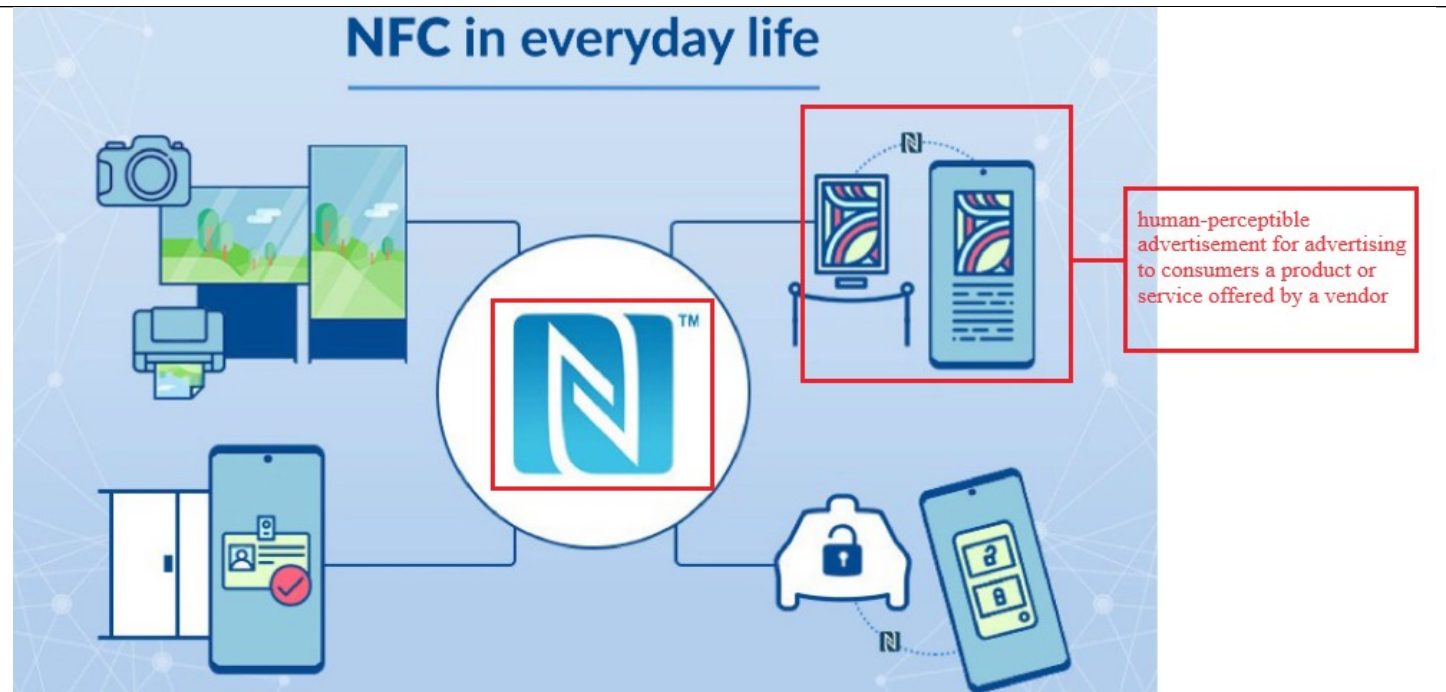 NFC in everyday life
human-perceptible
advertisement for advertising
to consumers a product or
service offered by a vendor
TM